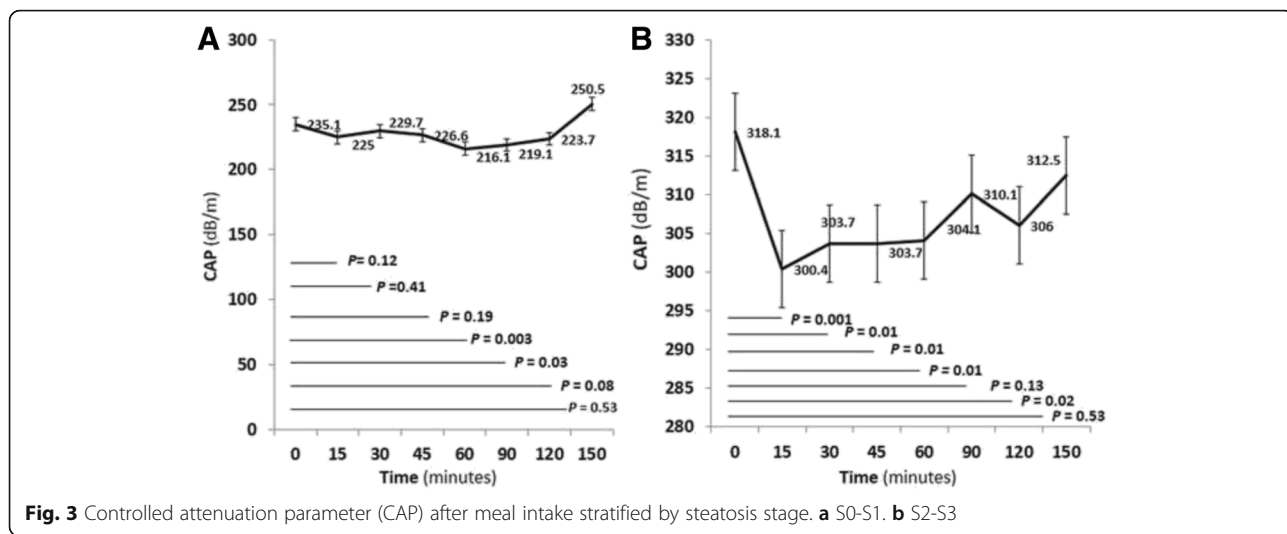 A
300
250
200
150
100
50
0
CAP (dB/m)
235.1
225
229.7
226.6
216.1
219.1
223.7
250.5
P= 0.12
P =0.41
P = 0.19
P = 0.003
P = 0.03
P = 0.08
P = 0.53
0 15 30 45 60 90 120 150
Time (minutes)
B
330
325
320
315
310
305
300
295
290
285
280
CAP (dB/m)
318.1
300.4
303.7
303.7
304.1
310.1
306
312.5
P = 0.001
P = 0.01
P = 0.01
P = 0.01
P = 0.13
P = 0.02
P = 0.53
0 15 30 45 60 90 120 150
Time (minutes)
Fig. 3 Controlled attenuation parameter (CAP) after meal intake stratified by steatosis stage. a S0-S1. b S2-S3